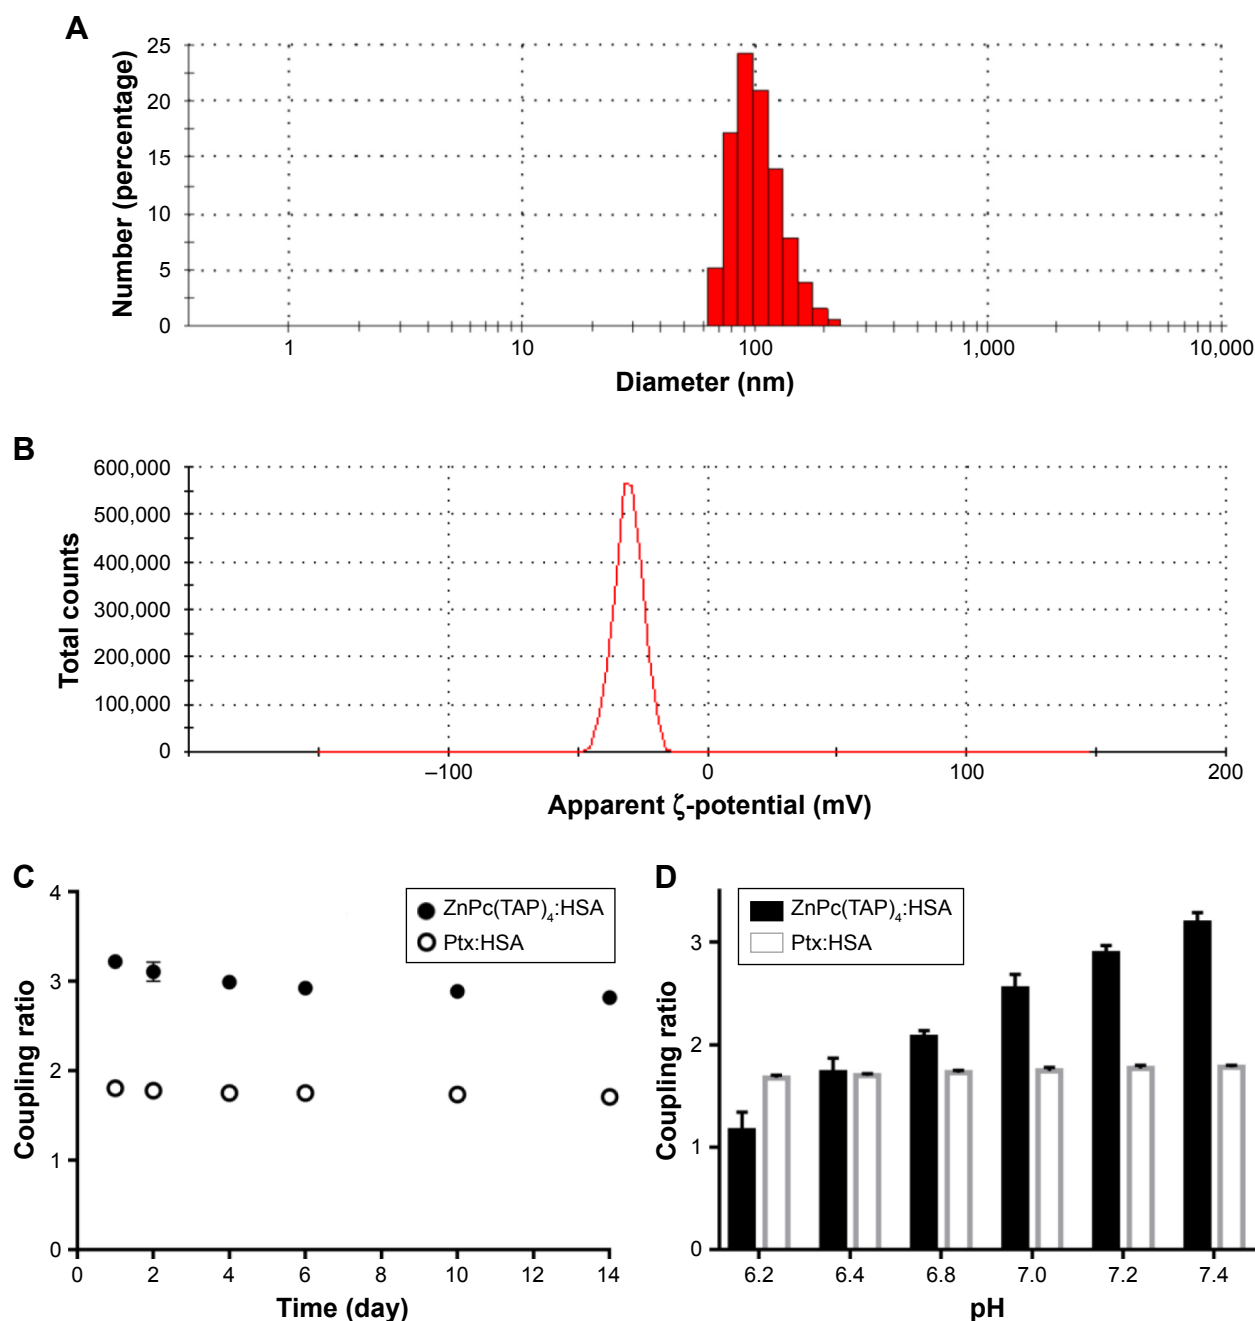 A
Number (percentage)
25
20
15
10
5
0
1 10 100 1,000 10,000
Diameter (nm)
B
Total counts
600,000
500,000
400,000
300,000
200,000
100,000
0
–100 0 100 200
Apparent ζ-potential (mV)
C
Coupling ratio
4
3
2
1
0
ZnPc(TAP)₄:HSA
Ptx:HSA
0 2 4 6 8 10 12 14
Time (day)
D
Coupling ratio
3
2
1
0
ZnPc(TAP)₄:HSA
Ptx:HSA
6.2 6.4 6.8 7.0 7.2 7.4
pH